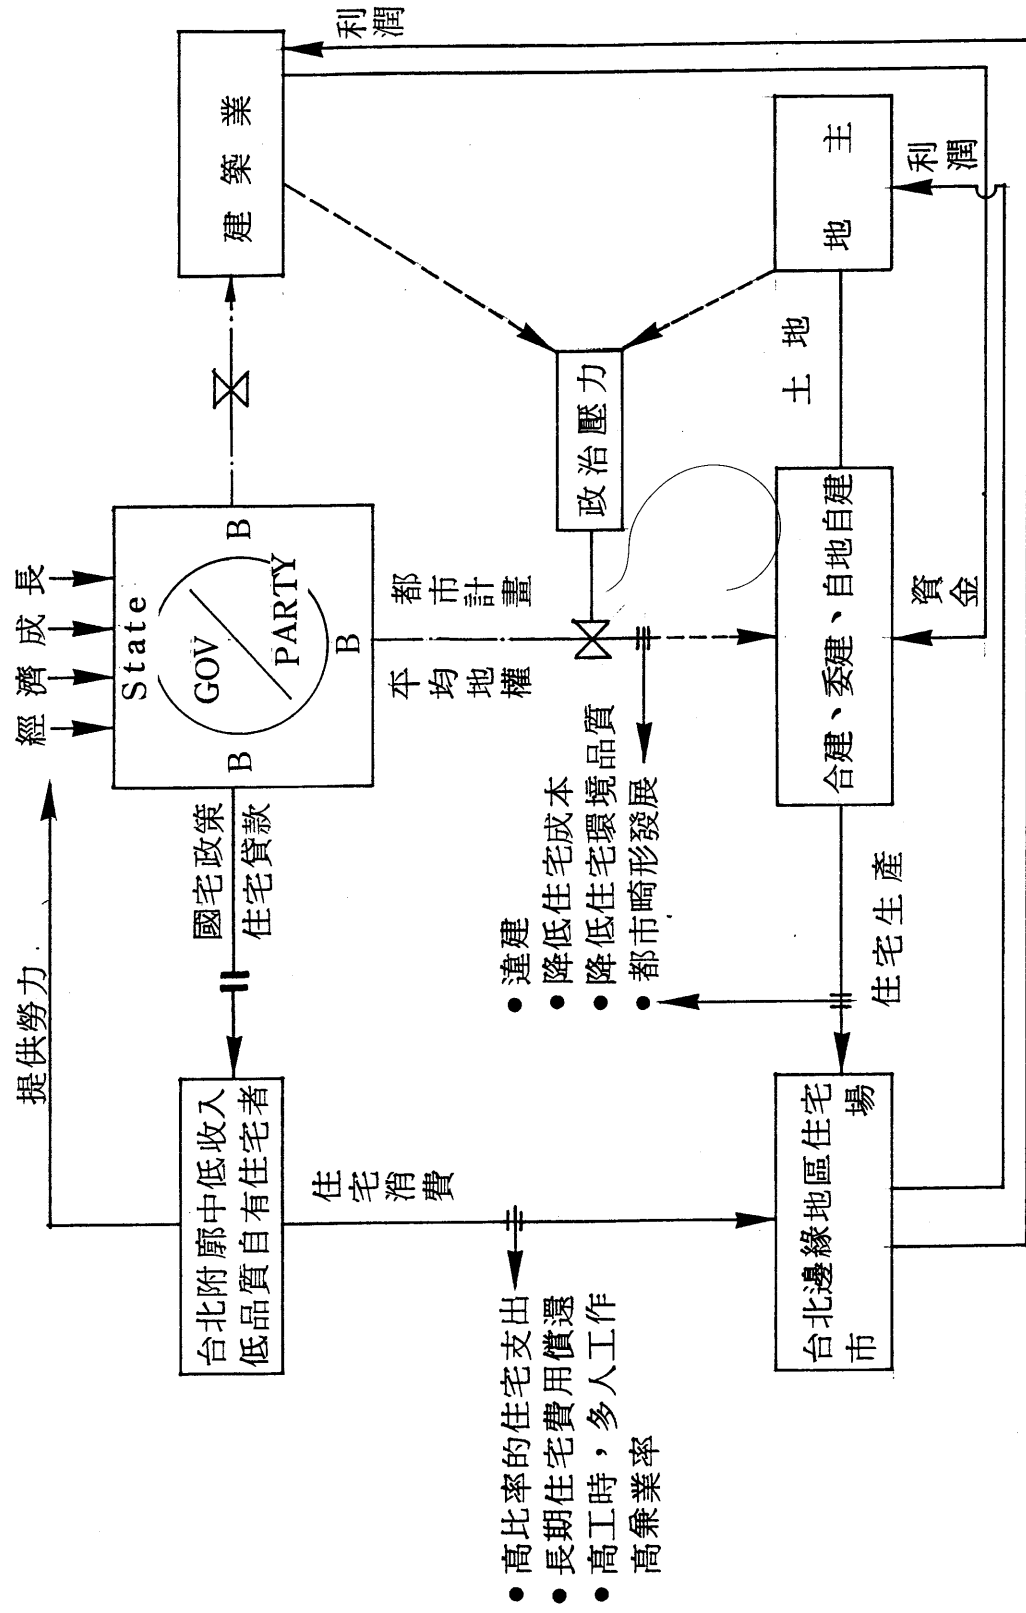 提供勞力
經濟成長
State
GOV
PARTY
B
B
B
國宅政策
住宅貸款
台北附廓中低收入
低品質自有住宅者
建築業
利潤
都市計畫
平均地權
政治壓力
地主
利潤
土地
住宅消費
高比率的住宅支出
長期住宅費用償還
高工時，多人工作
高兼業率
違建
降低住宅成本
降低住宅環境品質
都市畸形發展
台北邊緣地區住宅
市場
住宅生產
合建、委建、自地自建
資金